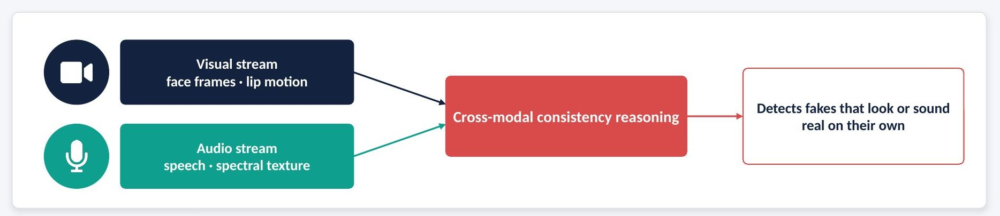 Visual stream
face frames · lip motion
Audio stream
speech · spectral texture
Cross-modal consistency reasoning
Detects fakes that look or sound
real on their own